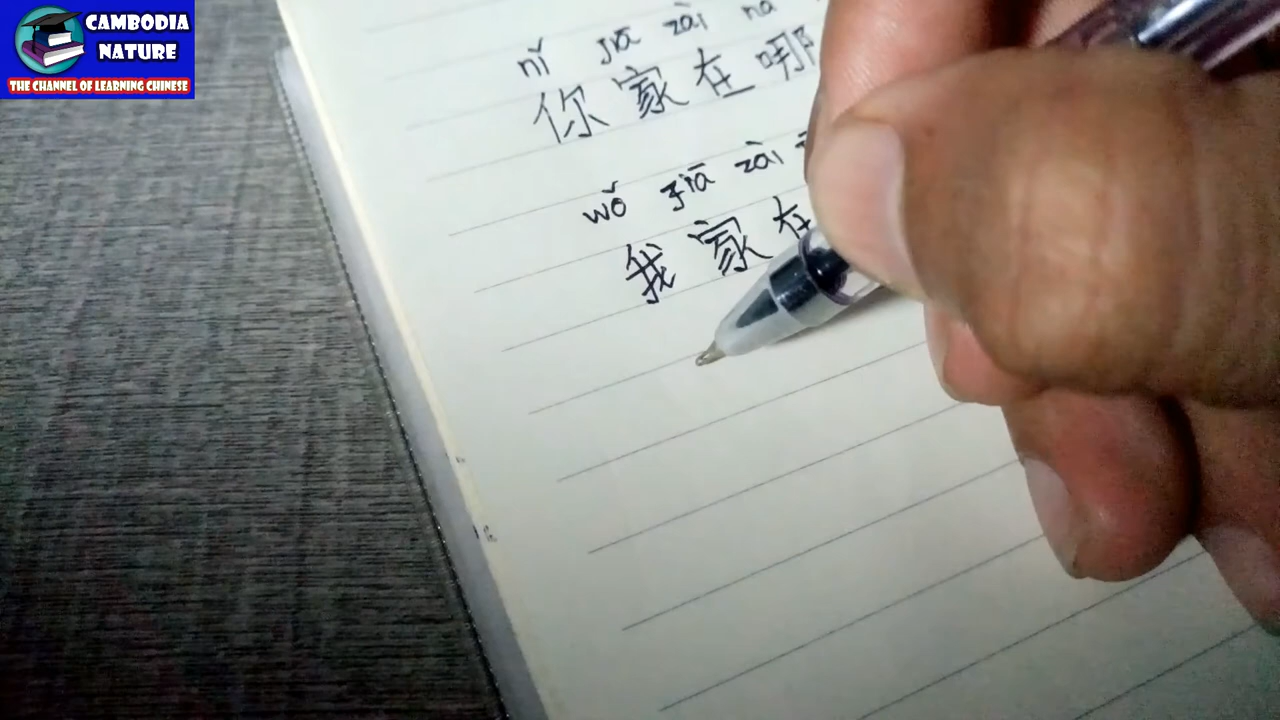 CAMBODIA
NATURE
THE CHANNEL OF LEARNING CHINESE
nǐ jiā zài nǎ
你家在哪
wǒ jiā zài
我家在